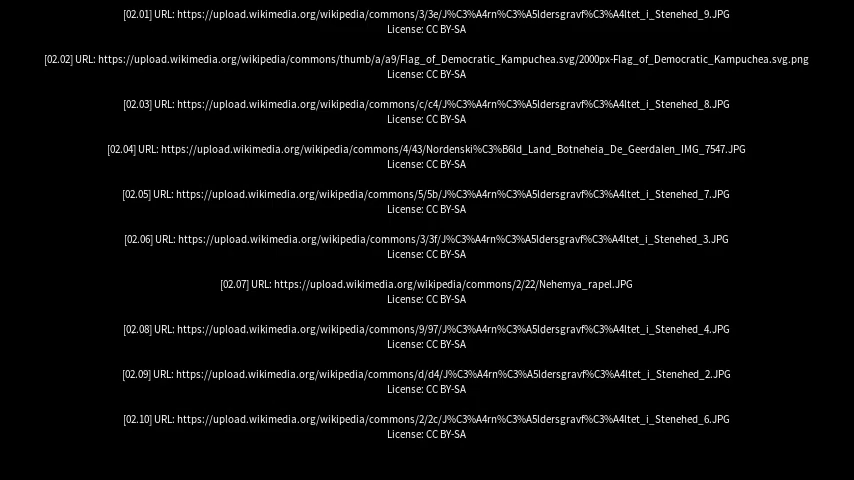 [02.01] URL: https://upload.wikimedia.org/wikipedia/commons/3/3e/J%C3%A4rn%C3%A5ldersgravf%C3%A4ltet_i_Stenehed_9.JPG
License: CC BY-SA
[02.02] URL: https://upload.wikimedia.org/wikipedia/commons/thumb/a/a9/Flag_of_Democratic_Kampuchea.svg/2000px-Flag_of_Democratic_Kampuchea.svg.png
License: CC BY-SA
[02.03] URL: https://upload.wikimedia.org/wikipedia/commons/c/c4/J%C3%A4rn%C3%A5ldersgravf%C3%A4ltet_i_Stenehed_8.JPG
License: CC BY-SA
[02.04] URL: https://upload.wikimedia.org/wikipedia/commons/4/43/Nordenski%C3%B6ld_Land_Botneheia_De_Geerdalen_IMG_7547.JPG
License: CC BY-SA
[02.05] URL: https://upload.wikimedia.org/wikipedia/commons/5/5b/J%C3%A4rn%C3%A5ldersgravf%C3%A4ltet_i_Stenehed_7.JPG
License: CC BY-SA
[02.06] URL: https://upload.wikimedia.org/wikipedia/commons/3/3f/J%C3%A4rn%C3%A5ldersgravf%C3%A4ltet_i_Stenehed_3.JPG
License: CC BY-SA
[02.07] URL: https://upload.wikimedia.org/wikipedia/commons/2/22/Nehemya_rapel.JPG
License: CC BY-SA
[02.08] URL: https://upload.wikimedia.org/wikipedia/commons/9/97/J%C3%A4rn%C3%A5ldersgravf%C3%A4ltet_i_Stenehed_4.JPG
License: CC BY-SA
[02.09] URL: https://upload.wikimedia.org/wikipedia/commons/d/d4/J%C3%A4rn%C3%A5ldersgravf%C3%A4ltet_i_Stenehed_2.JPG
License: CC BY-SA
[02.10] URL: https://upload.wikimedia.org/wikipedia/commons/2/2c/J%C3%A4rn%C3%A5ldersgravf%C3%A4ltet_i_Stenehed_6.JPG
License: CC BY-SA